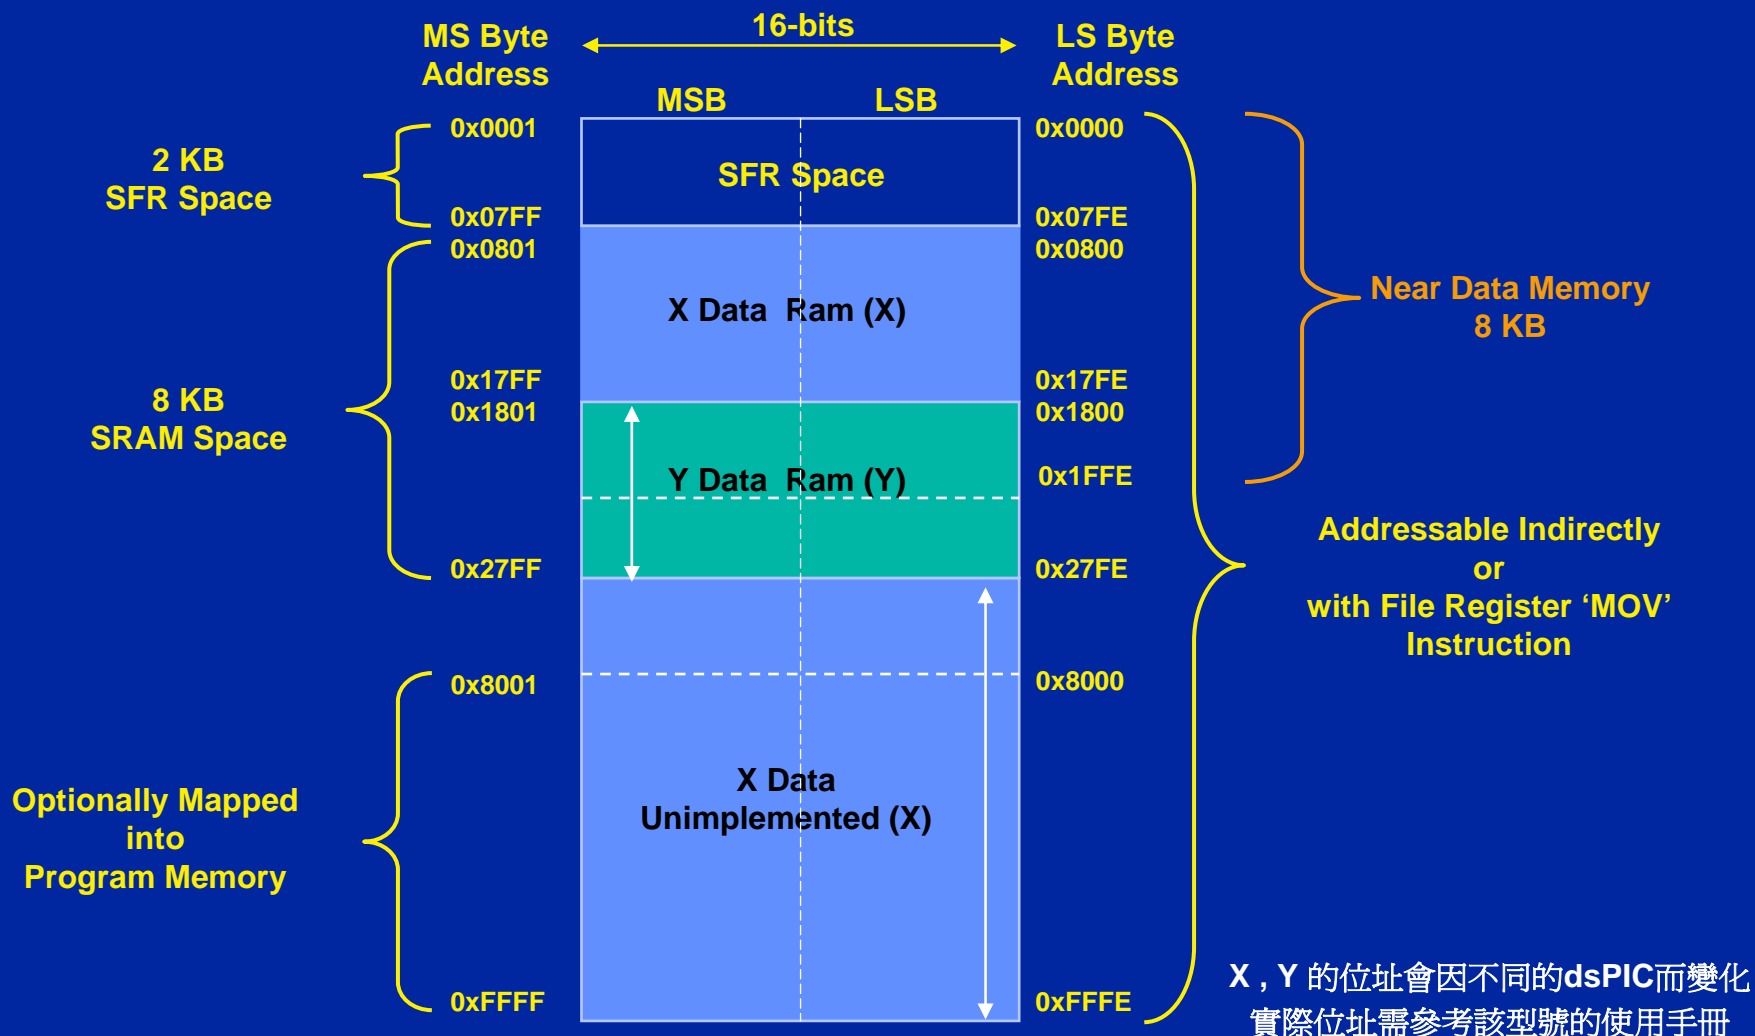 16-bits
MS Byte
Address
LS Byte
Address
MSB
LSB
0x0001
0x0000
2 KB
SFR Space
SFR Space
0x07FF
0x07FE
0x0801
0x0800
X Data Ram (X)
Near Data Memory
8 KB
0x17FF
0x17FE
8 KB
SRAM Space
0x1801
0x1800
Y Data Ram (Y)
0x1FFE
Addressable Indirectly
or
with File Register ‘MOV’
Instruction
0x27FF
0x27FE
0x8001
0x8000
Optionally Mapped
into
Program Memory
X Data
Unimplemented (X)
0xFFFF
0xFFFE
X , Y 的位址會因不同的dsPIC而變化
實際位址需參考該型號的使用手冊